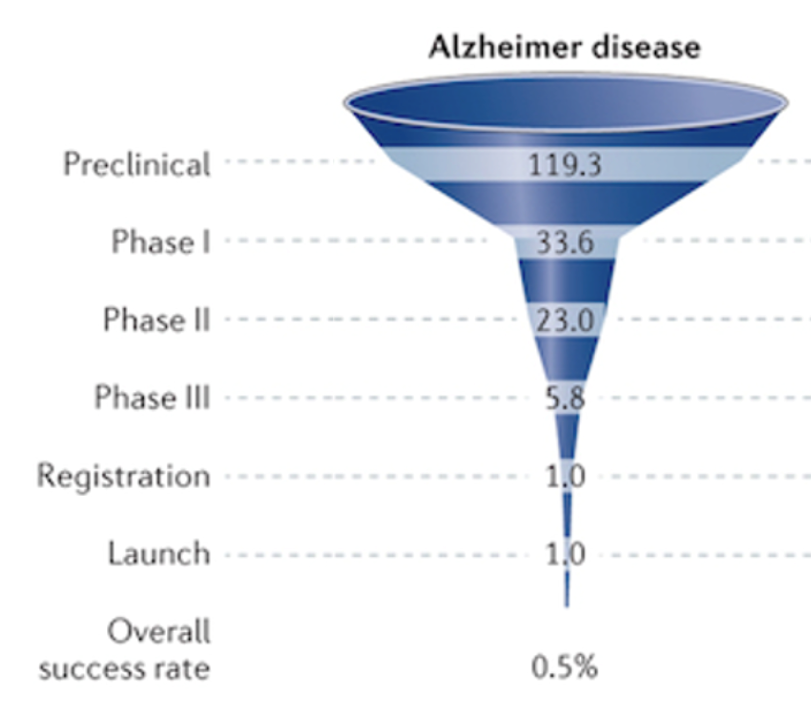 Alzheimer disease
Preclinical 119.3
Phase I 33.6
Phase II 23.0
Phase III 5.8
Registration 1.0
Launch 1.0
Overall
success rate 0.5%